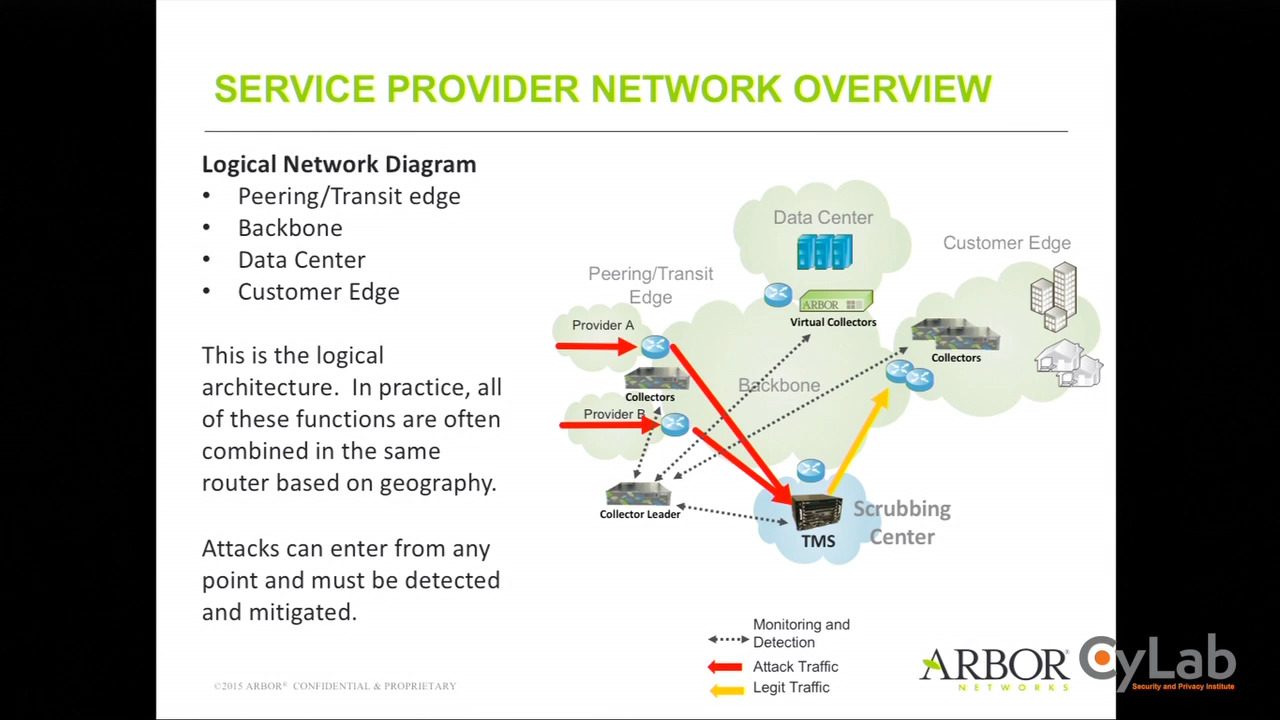 SERVICE PROVIDER NETWORK OVERVIEW
Logical Network Diagram
• Peering/Transit edge
• Backbone
• Data Center
• Customer Edge
This is the logical
architecture. In practice, all
of these functions are often
combined in the same
router based on geography.
Attacks can enter from any
point and must be detected
and mitigated.
Data Center
Customer Edge
Peering/Transit
Edge
ARBOR
Virtual Collectors
Provider A
Collectors
Collectors
Backbone
Provider B
Collector Leader
Scrubbing
Center
TMS
Monitoring and
Detection
Attack Traffic
Legit Traffic
©2015 ARBOR® CONFIDENTIAL & PROPRIETARY
ARBOR®
NETWORKS
CyLab
Security and Privacy Institute